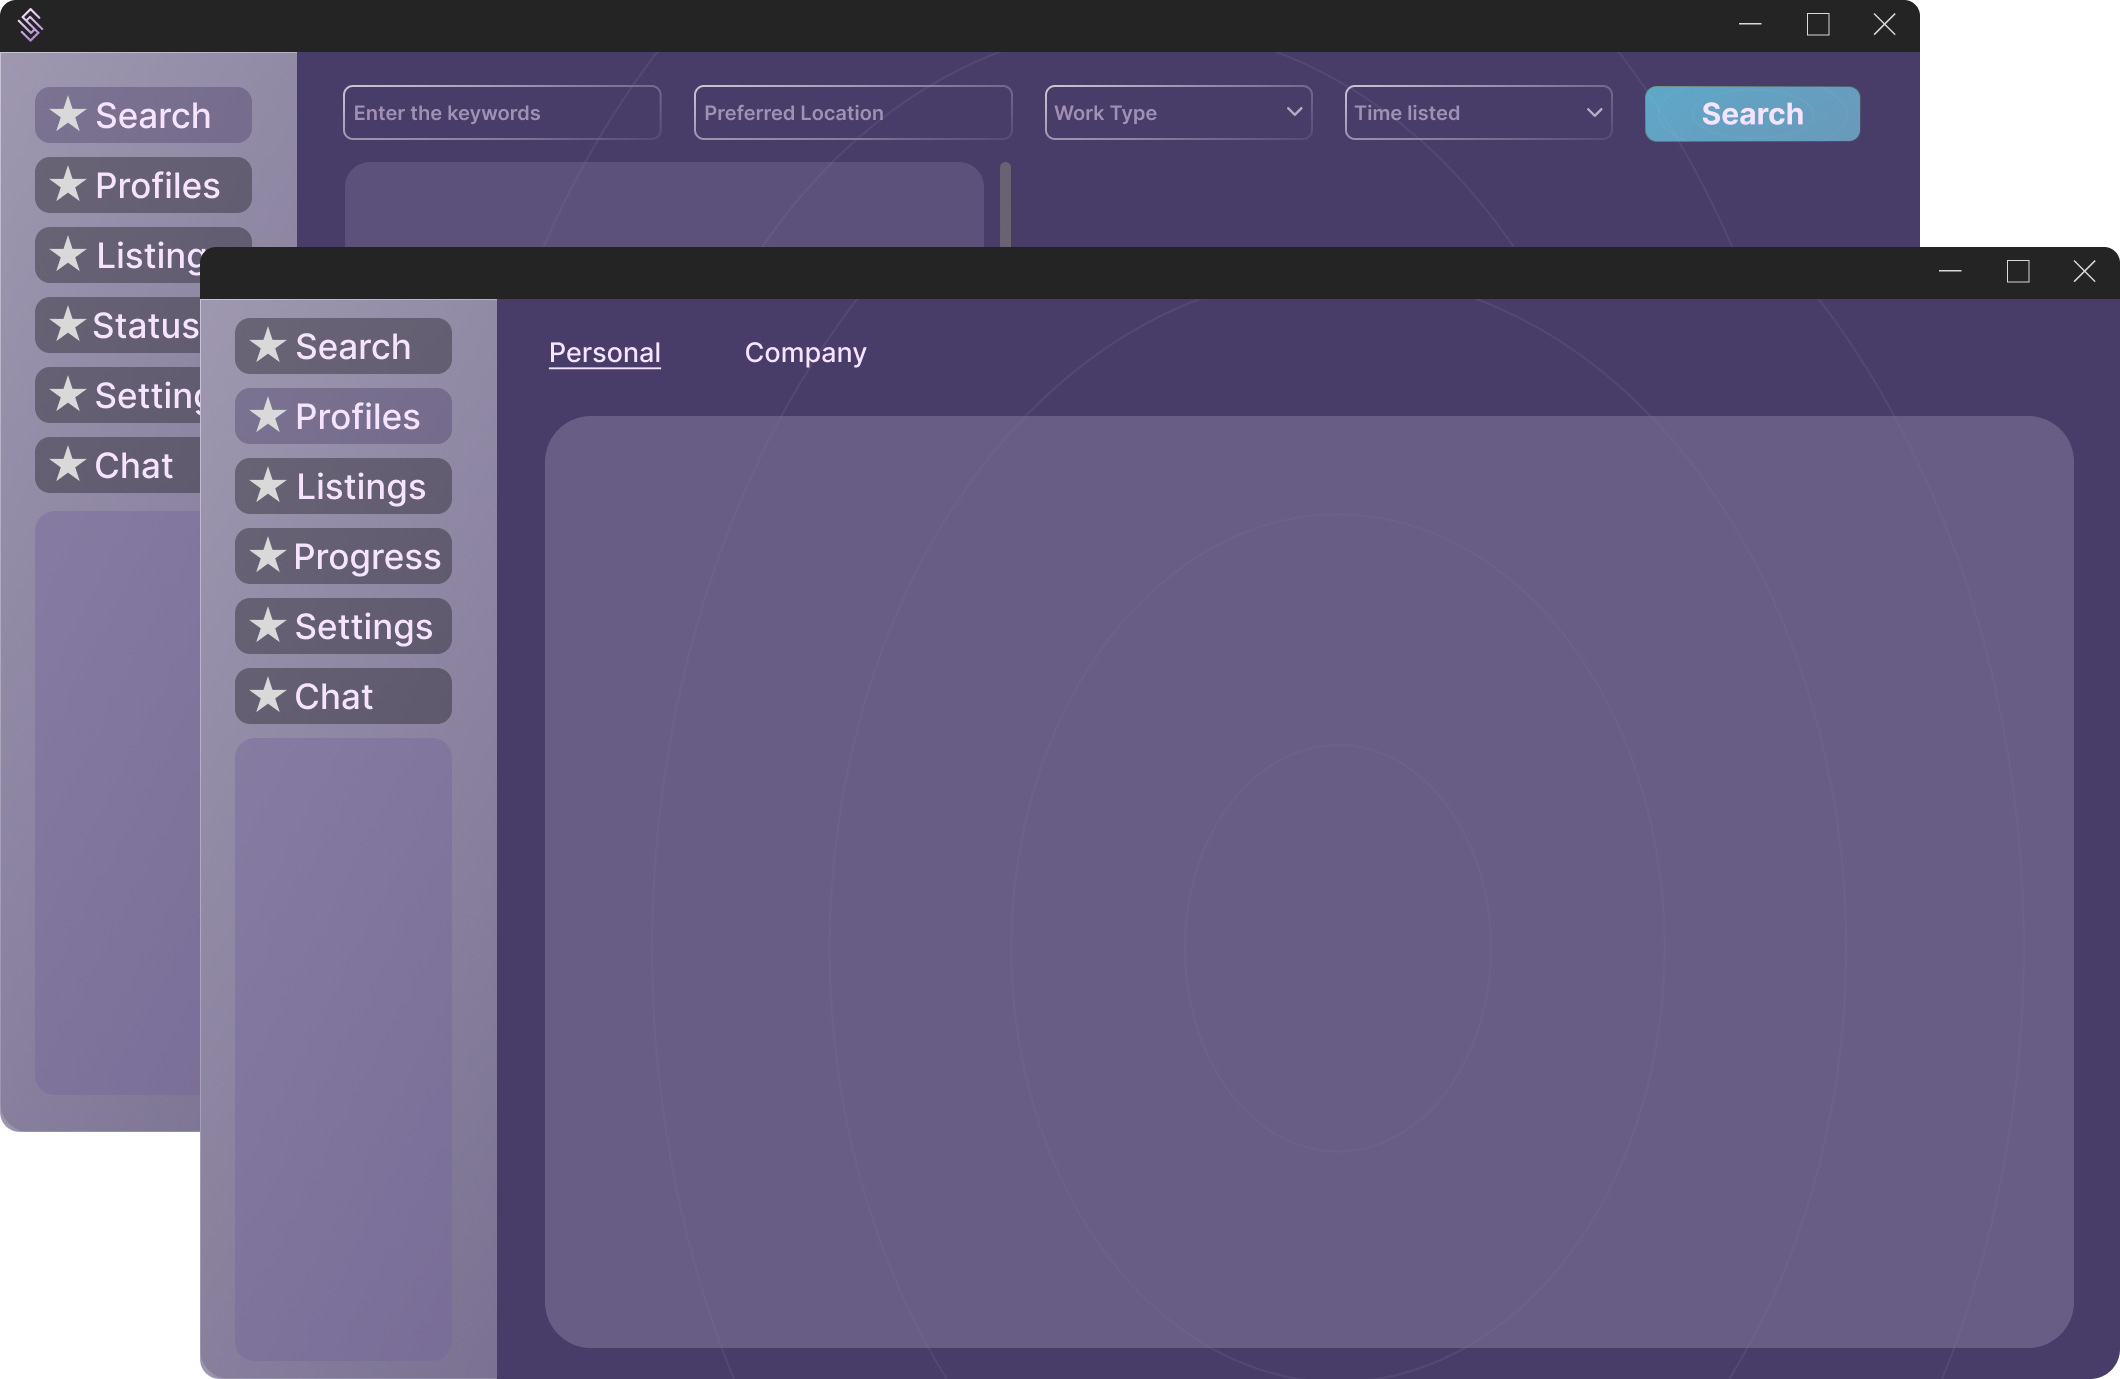 Search
Profiles
Listing
Status
Setting
Chat
Enter the keywords
Preferred Location
Work Type
Time listed
Search
Search
Profiles
Listings
Progress
Settings
Chat
Personal
Company